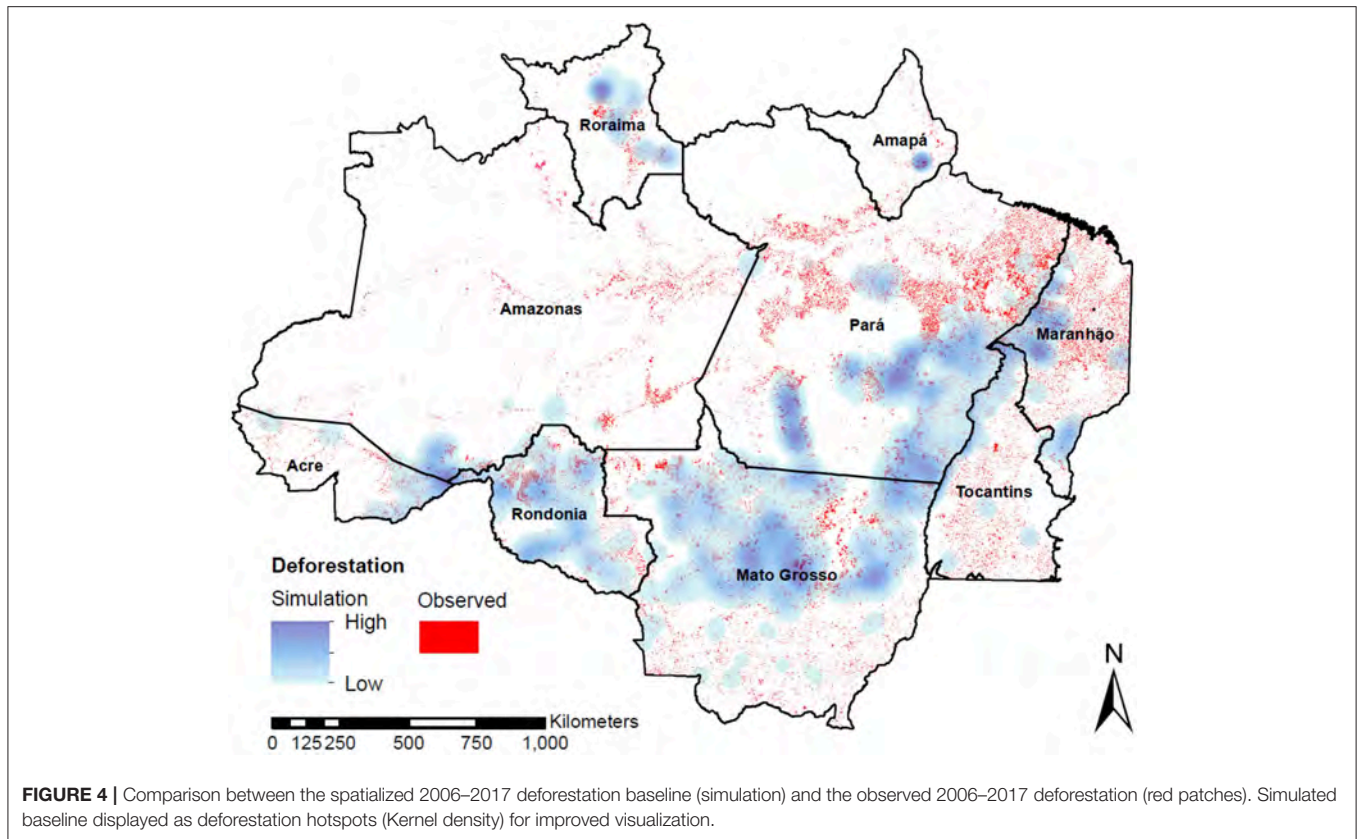 Roraima
Amapá
Amazonas
Pará
Maranhão
Acre
Rondonia
Tocantins
Mato Grosso
Deforestation
Simulation Observed
High
Low
Kilometers
0 125 250 500 750 1,000
N
FIGURE 4 | Comparison between the spatialized 2006–2017 deforestation baseline (simulation) and the observed 2006–2017 deforestation (red patches). Simulated
baseline displayed as deforestation hotspots (Kernel density) for improved visualization.